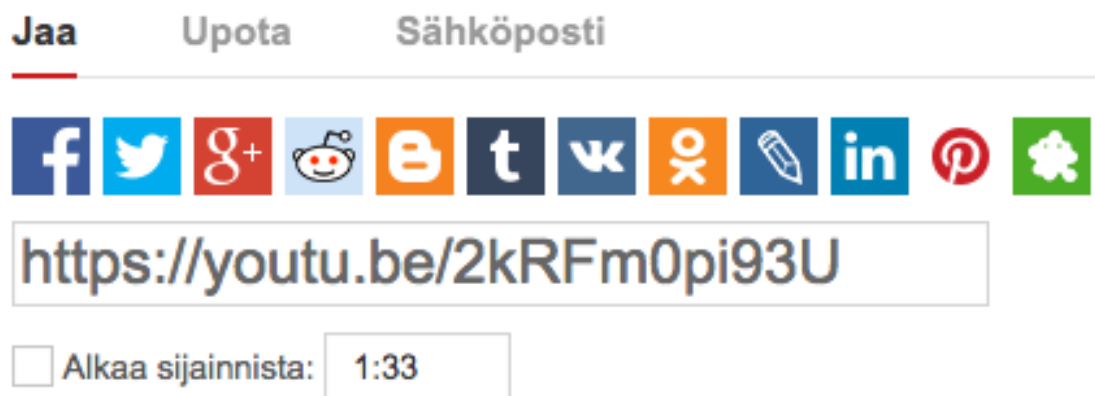 Jaa Upota Sähköposti
https://youtu.be/2kRFm0pi93U
Alkaa sijainnista: 1:33